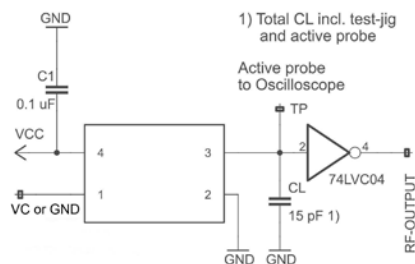 GND
1) Total CL incl. test-jig
and active probe
C1
0.1 uF
Active probe
to Oscilloscope
TP
VCC
4
3
2
4
74LVC04
1
2
VC or GND
CL
15 pF 1)
GND
GND
RF-OUTPUT